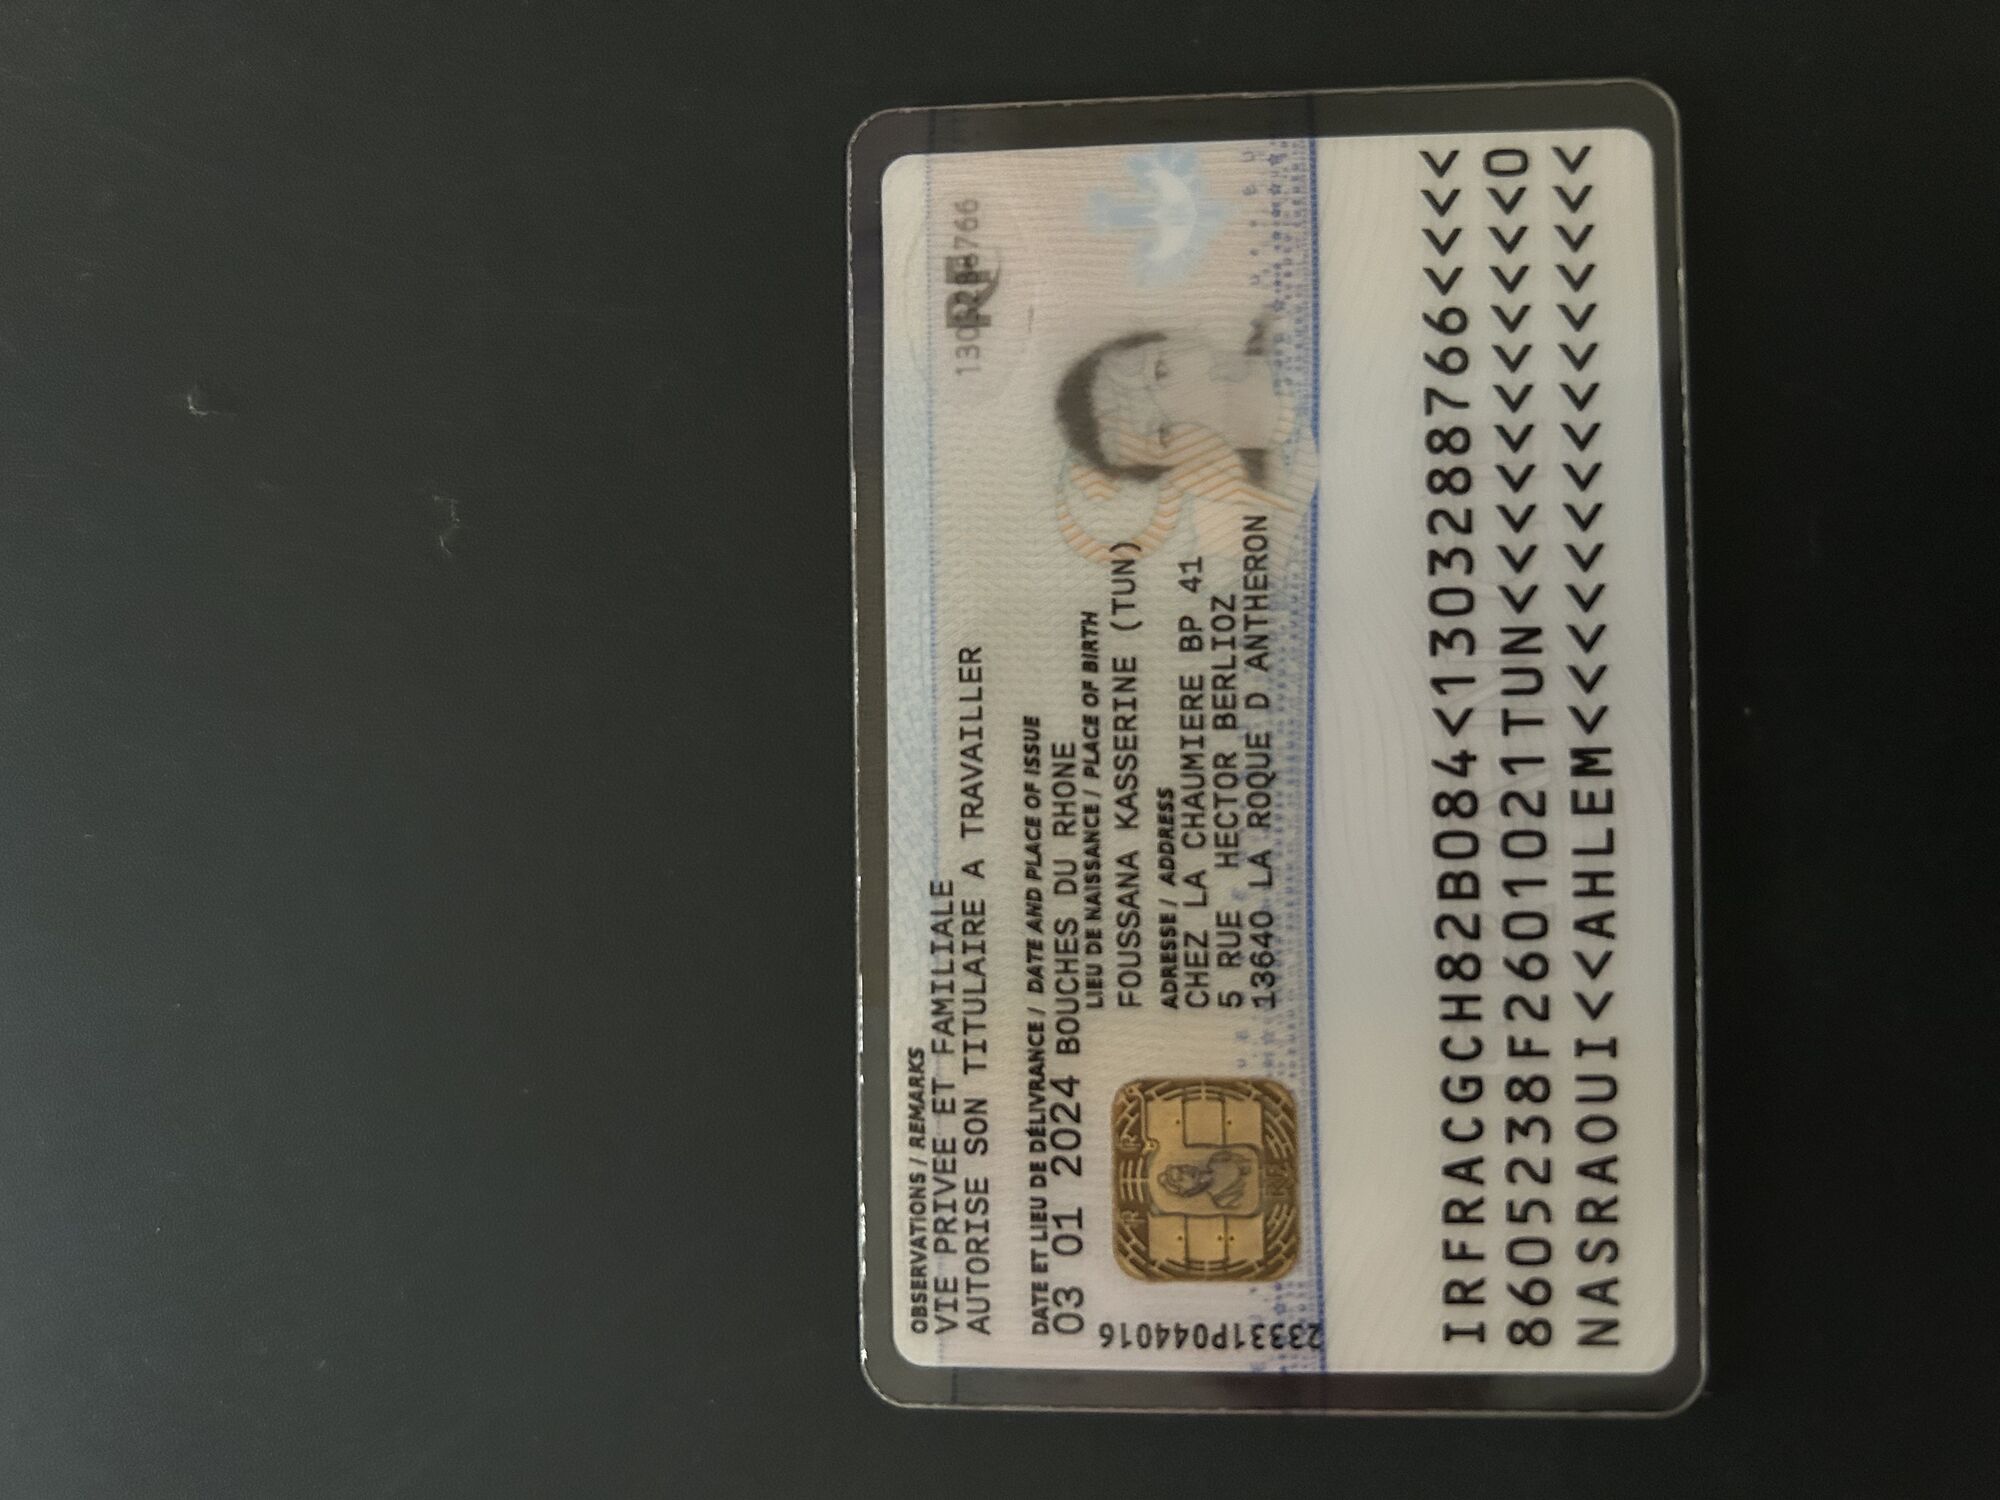 OBSERVATIONS / REMARKS
VIE PRIVEE ET FAMILIALE
AUTORISE SON TITULAIRE A TRAVAILLER
RF
DATE ET LIEU DE DÉLIVRANCE / DATE AND PLACE OF ISSUE
03 01 2024 BOUCHES DU RHONE
LIEU DE NAISSANCE / PLACE OF BIRTH
FOUSSANA KASSERINE (TUN)
ADRESSE / ADDRESS
CHEZ LA CHAUMIERE BP 41
5 RUE HECTOR BERLIOZ
13640 LA ROQUE D ANTHERON
23331P044016
IRFRACGCH82B084<1303288766<<<<
8605238F2601021TUN<<<<<<<<<<<0
NASRAOUI<<AHLEM<<<<<<<<<<<<<<<